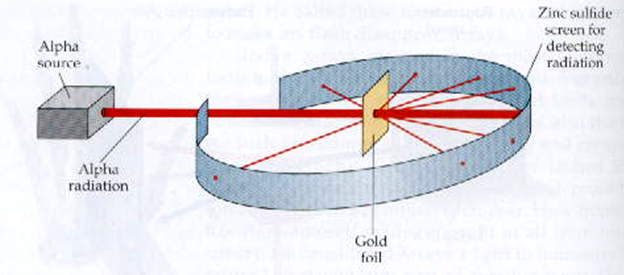 Zinc sulfide
screen for
detecting
radiation
Alpha
source
Alpha
radiation
Gold
foil